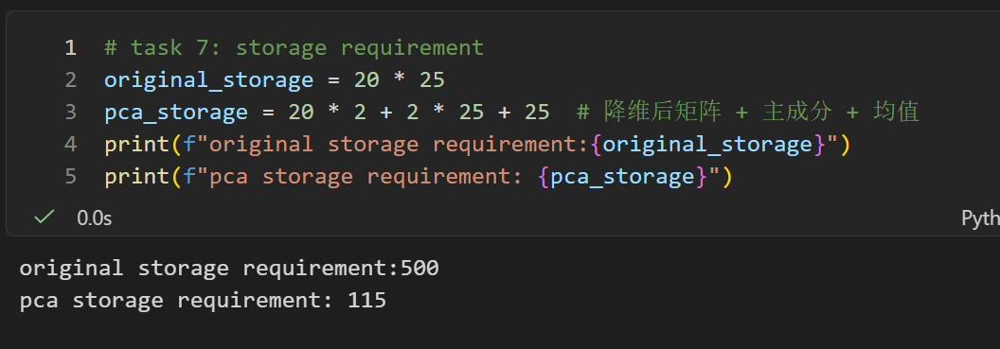 1 # task 7: storage requirement
2 original_storage = 20 * 25
3 pca_storage = 20 * 2 + 2 * 25 + 25  # 降维后矩阵 + 主成分 + 均值
4 print(f"original storage requirement:{original_storage}")
5 print(f"pca storage requirement: {pca_storage}")
0.0s
Pyth
original storage requirement:500
pca storage requirement: 115